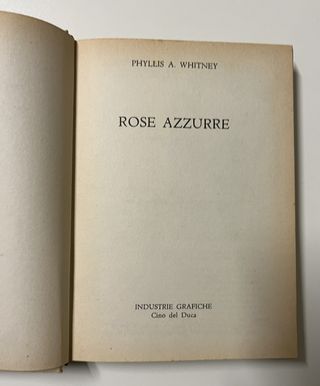 PHYLLIS A. WHITNEY
ROSE AZZURRE
INDUSTRIE GRAFICHE
Cino del Duca